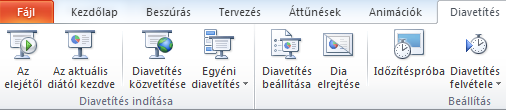 Fájl Kezdőlap Beszúrás Tervezés Áttűnések Animációk Diavetítés
Az elejétől
Az aktuális diától kezdve
Diavetítés közvetítése
Egyéni diavetítés
Diavetítés beállítása
Dia elrejtése
Időzítéspróba
Diavetítés felvétele
Diavetítés indítása
Beállítás